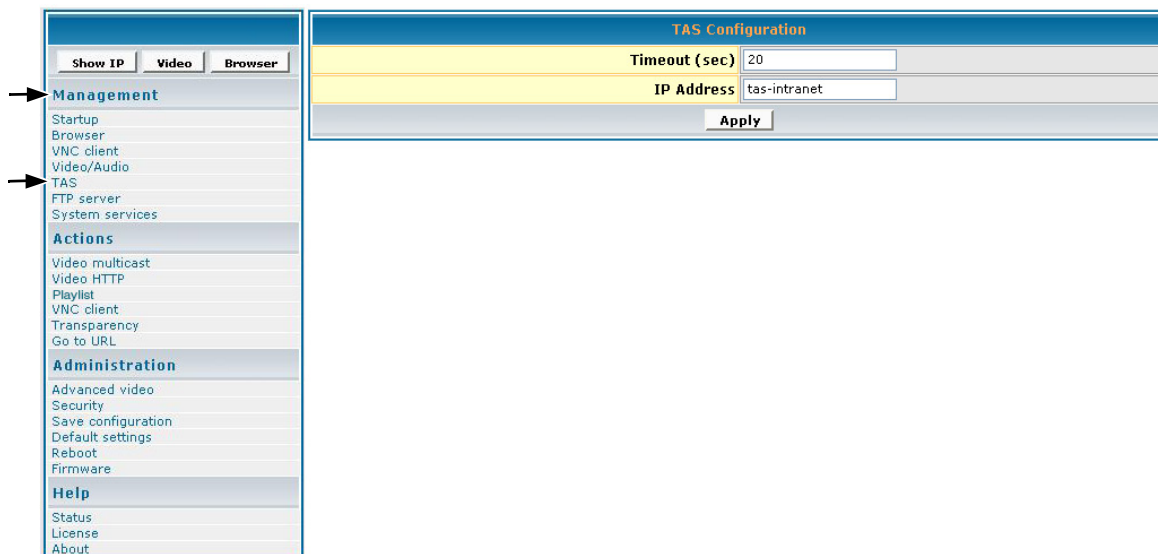 Show IP Video Browser
Management
Startup
Browser
VNC client
Video/Audio
TAS
FTP server
System services
Actions
Video multicast
Video HTTP
Playlist
VNC client
Transparency
Go to URL
Administration
Advanced video
Security
Save configuration
Default settings
Reboot
Firmware
Help
Status
License
About
TAS Configuration
Timeout (sec) 20
IP Address tas-intranet
Apply